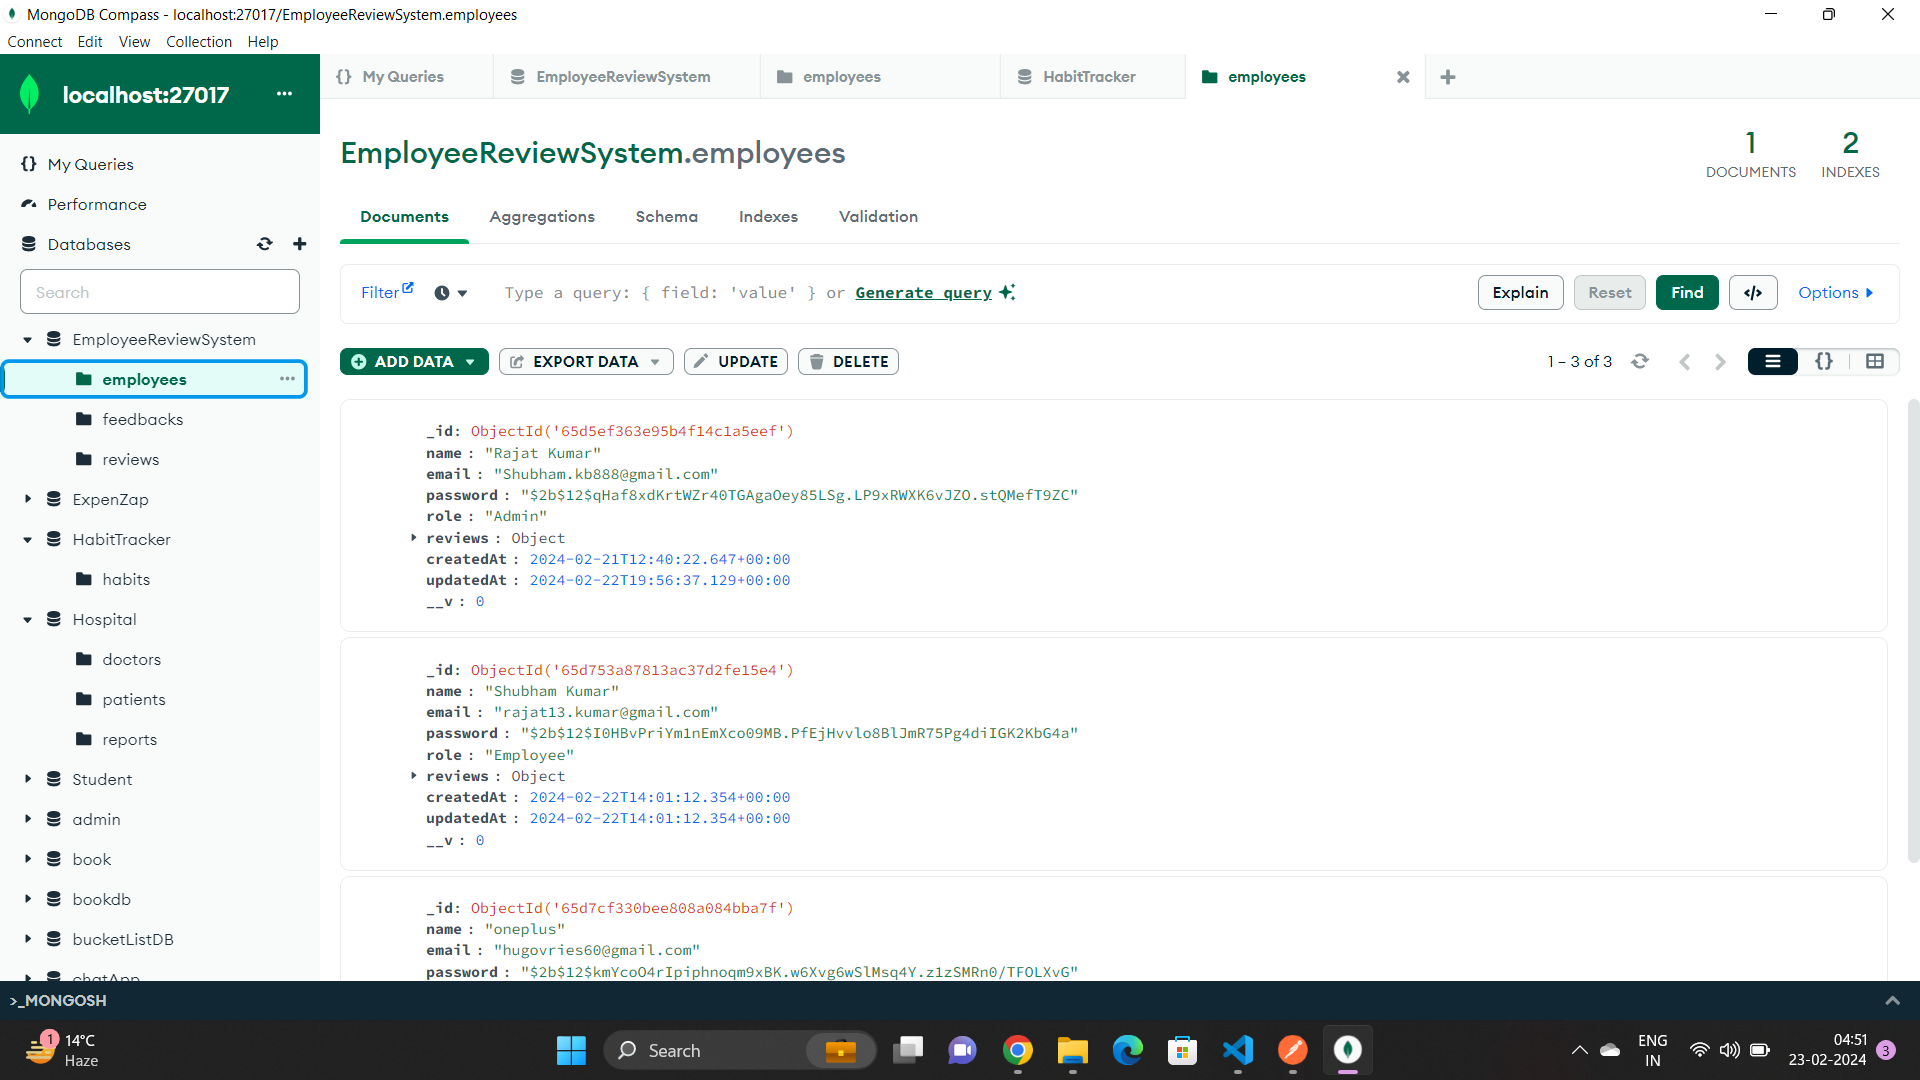 MongoDB Compass - localhost:27017/EmployeeReviewSystem.employees
Connect Edit View Collection Help
localhost:27017
My Queries
Performance
Databases
Search
EmployeeReviewSystem
employees
feedbacks
reviews
ExpenZap
HabitTracker
habits
Hospital
doctors
patients
reports
Student
admin
book
bookdb
bucketListDB
chatApp
My Queries EmployeeReviewSystem employees HabitTracker employees
EmployeeReviewSystem.employees
1 DOCUMENTS 2 INDEXES
Documents Aggregations Schema Indexes Validation
Filter Type a query: { field: 'value' } or Generate query Explain Reset Find </> Options
ADD DATA EXPORT DATA UPDATE DELETE 1 – 3 of 3 {}
_id: ObjectId('65d5ef363e95b4f14c1a5eef')
name : "Rajat Kumar"
email : "Shubham.kb888@gmail.com"
password : "$2b$12$qHaf8xdKrtWZr40TGAgaOey85LSg.LP9xRWXK6vJZO.stQMefT9ZC"
role : "Admin"
reviews : Object
createdAt : 2024-02-21T12:40:22.647+00:00
updatedAt : 2024-02-22T19:56:37.129+00:00
__v : 0
_id: ObjectId('65d753a87813ac37d2fe15e4')
name : "Shubham Kumar"
email : "rajat13.kumar@gmail.com"
password : "$2b$12$I0HBvPriYm1nEmXco09MB.PfEjHvvlo8BlJmR75Pg4diIGK2KbG4a"
role : "Employee"
reviews : Object
createdAt : 2024-02-22T14:01:12.354+00:00
updatedAt : 2024-02-22T14:01:12.354+00:00
__v : 0
_id: ObjectId('65d7cf330bee808a084bba7f')
name : "oneplus"
email : "hugovries60@gmail.com"
password : "$2b$12$kmYcoO4rIpiphnoqm9xBK.w6Xvg6wSlMsq4Y.z1zSMRn0/TFOLXvG"
>_MONGOSH
1 14°C
Haze
Search
ENG
IN
04:51
23-02-2024
3